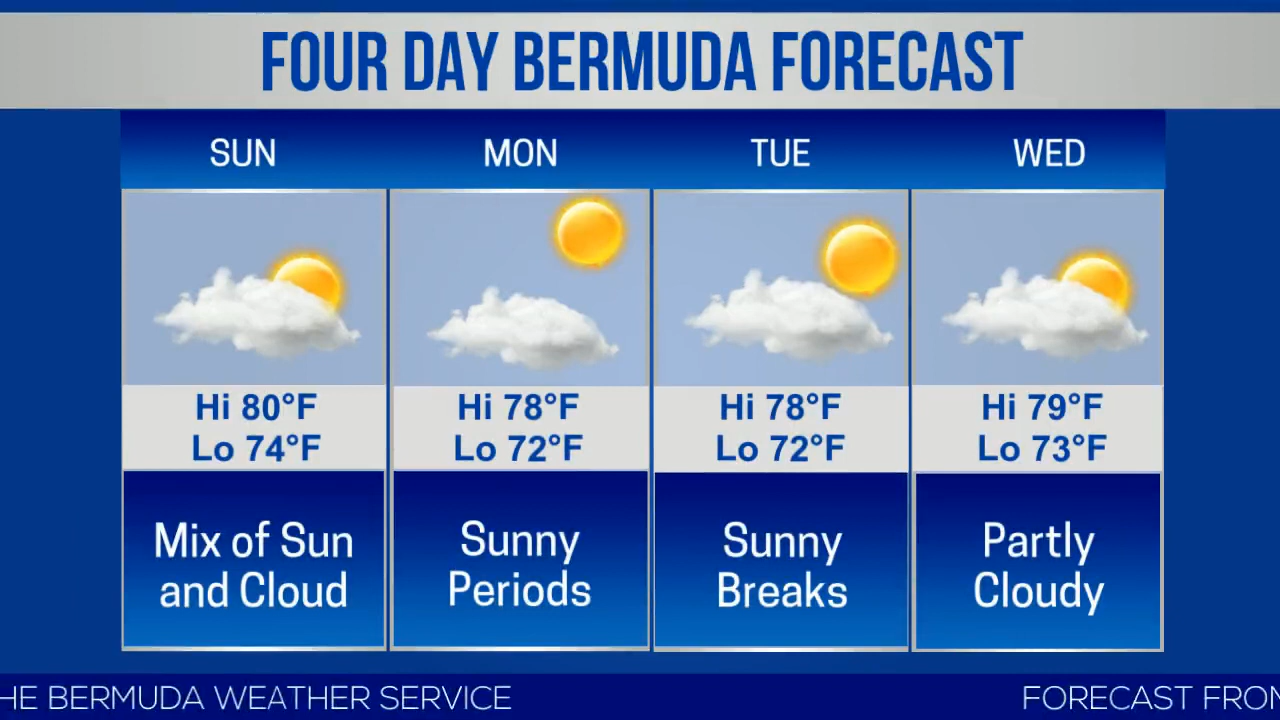 FOUR DAY BERMUDA FORECAST
SUN MON TUE WED
Hi 80°F Hi 78°F Hi 78°F Hi 79°F
Lo 74°F Lo 72°F Lo 72°F Lo 73°F
Mix of Sun Sunny Sunny Partly
and Cloud Periods Breaks Cloudy
HE BERMUDA WEATHER SERVICE FORECAST FROM